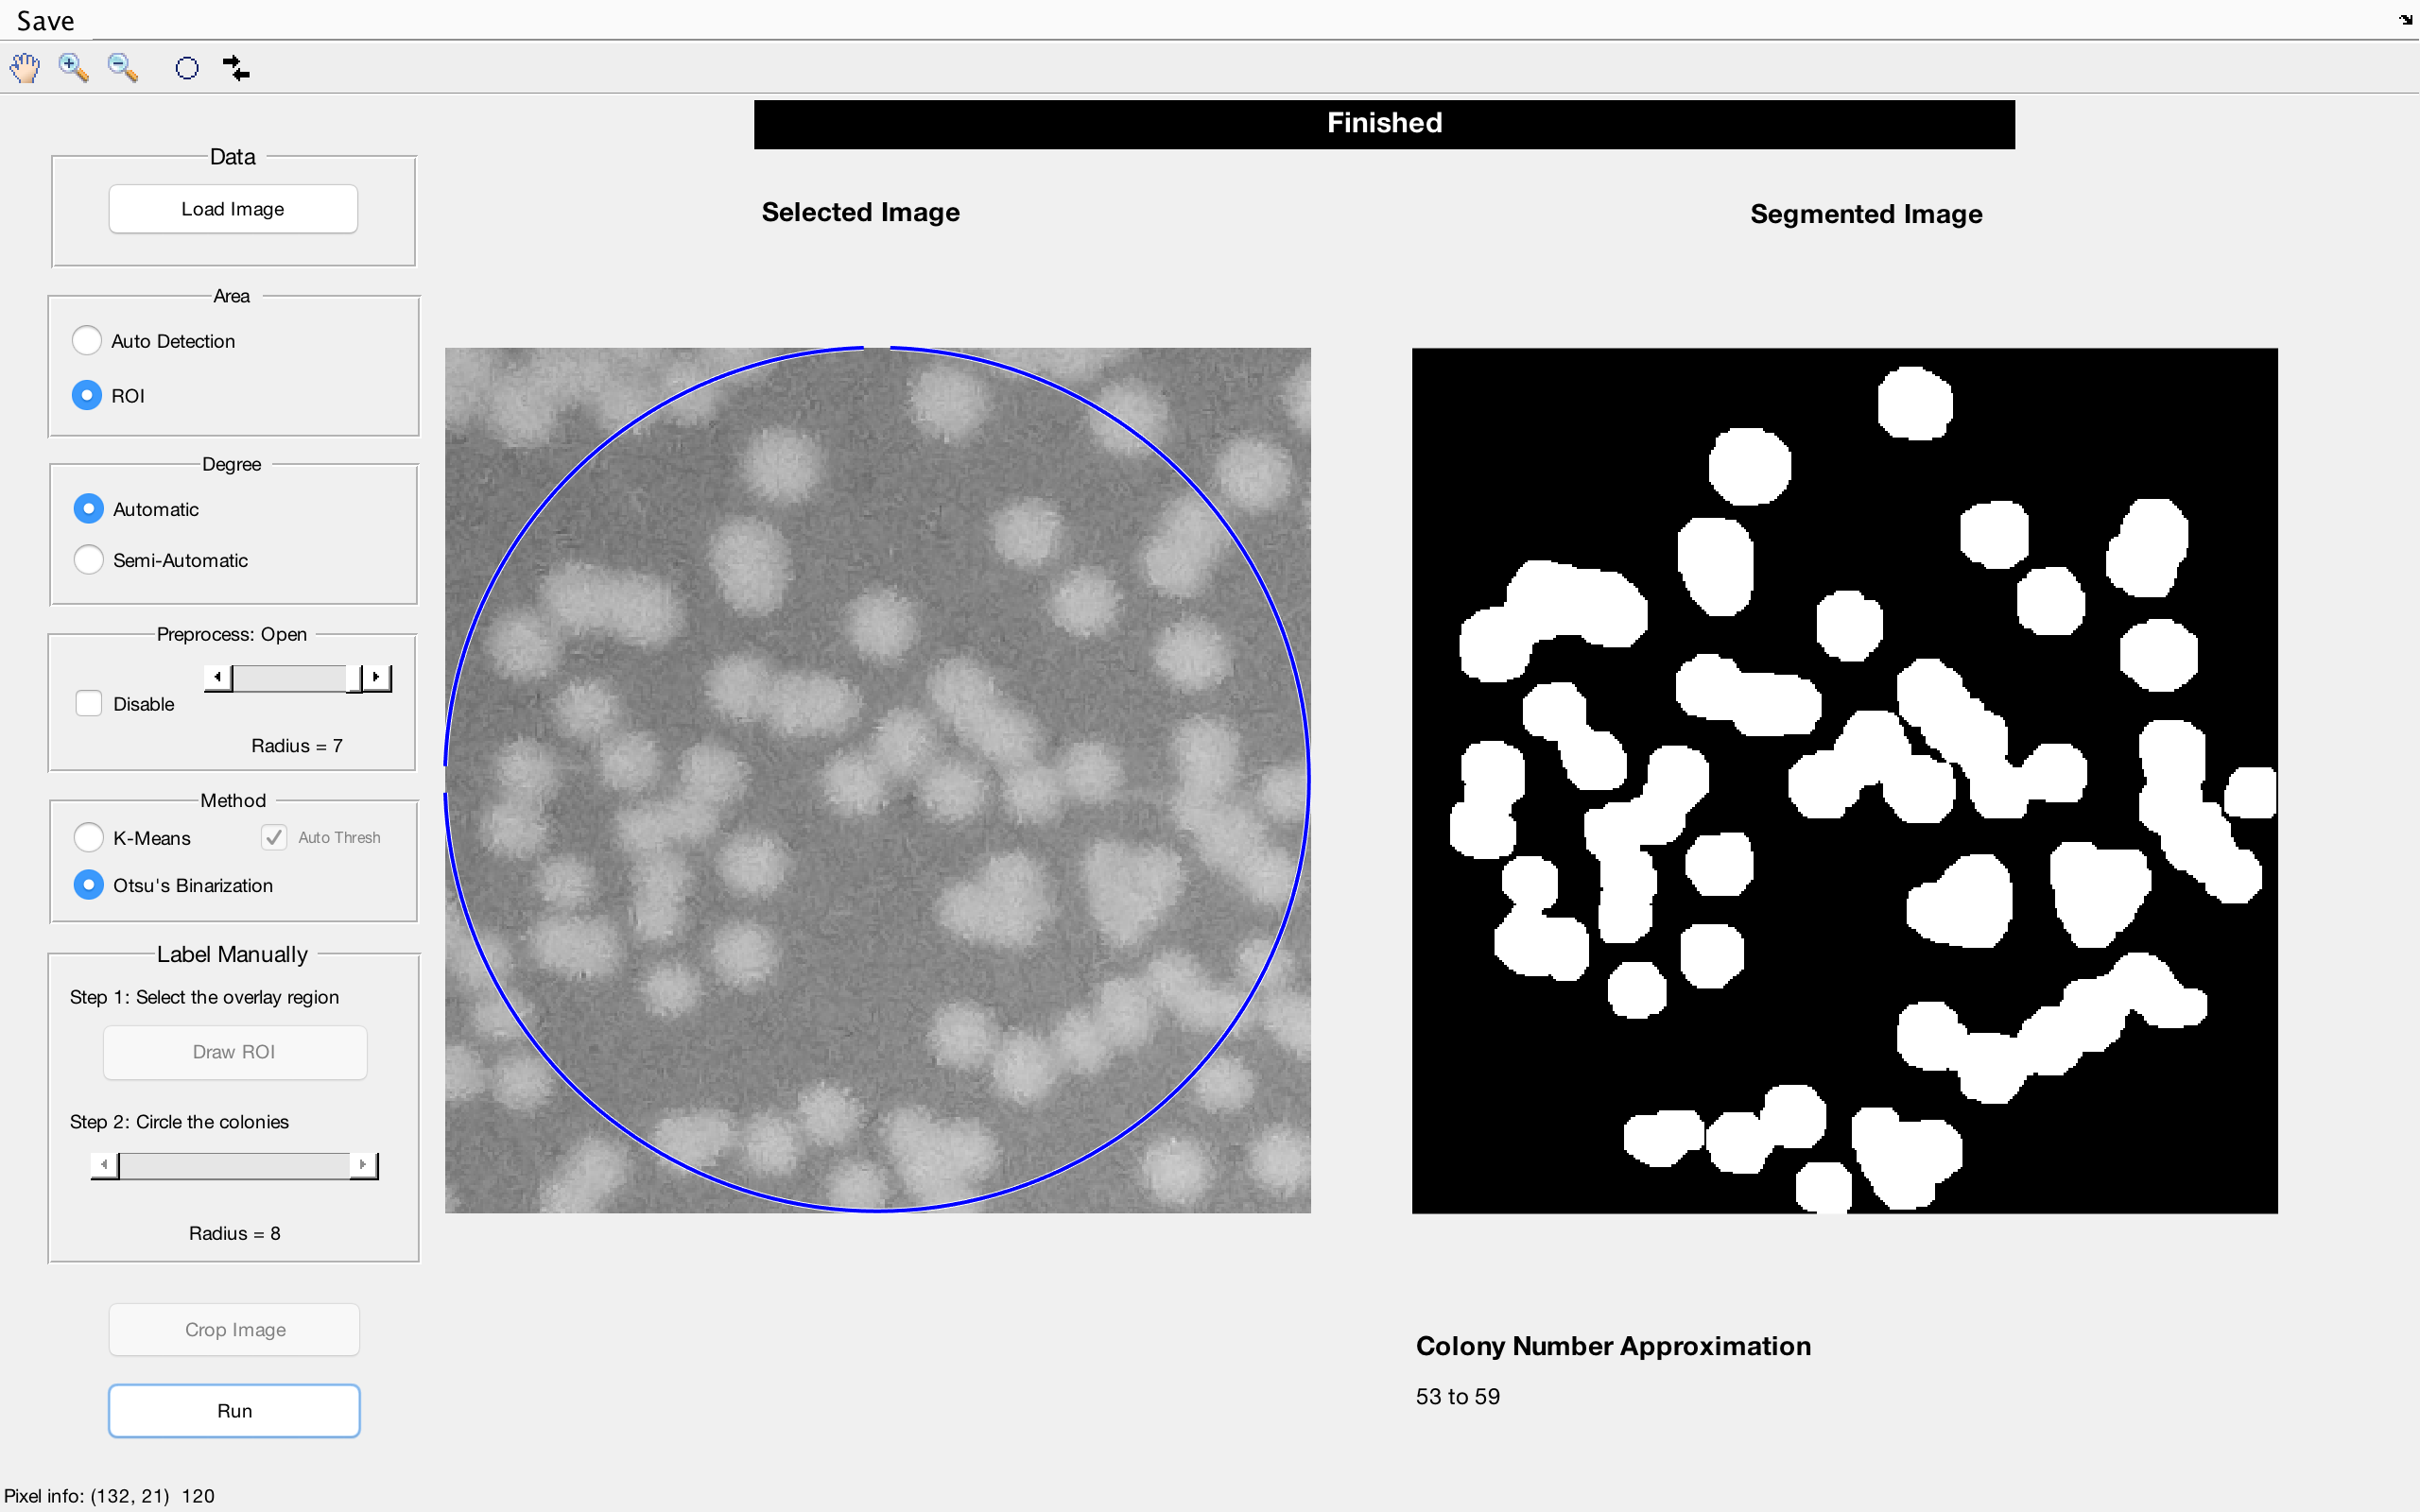 Save
Finished
Data
Load Image
Selected Image
Segmented Image
Area
Auto Detection
ROI
Degree
Automatic
Semi-Automatic
Preprocess: Open
Disable
Radius = 7
Method
K-Means
Auto Thresh
Otsu's Binarization
Label Manually
Step 1: Select the overlay region
Draw ROI
Step 2: Circle the colonies
Radius = 8
Crop Image
Run
Colony Number Approximation
53 to 59
Pixel info: (132, 21) 120